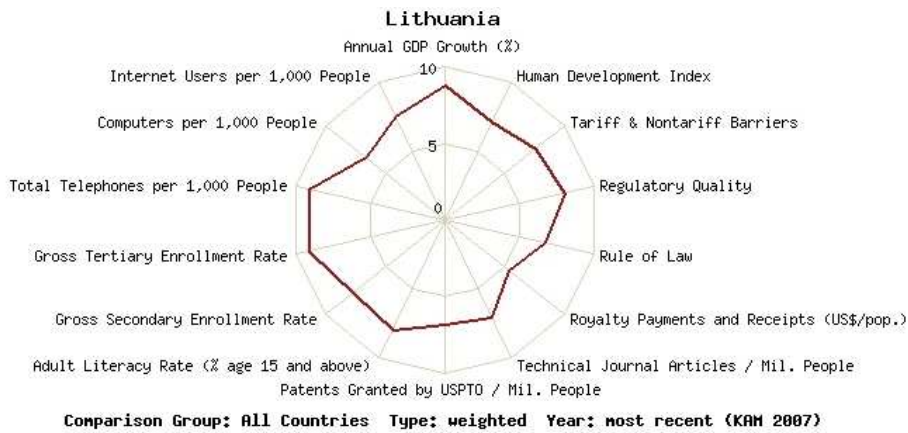 Lithuania
Annual GDP Growth (%)
10
Internet Users per 1,000 People
Human Development Index
Computers per 1,000 People
Tariff & Nontariff Barriers
5
Total Telephones per 1,000 People
Regulatory Quality
0
Gross Tertiary Enrollment Rate
Rule of Law
Gross Secondary Enrollment Rate
Royalty Payments and Receipts (US$/pop.)
Adult Literacy Rate (% age 15 and above)
Technical Journal Articles / Mil. People
Patents Granted by USPTO / Mil. People
Comparison Group: All Countries Type: weighted Year: most recent (KAM 2007)